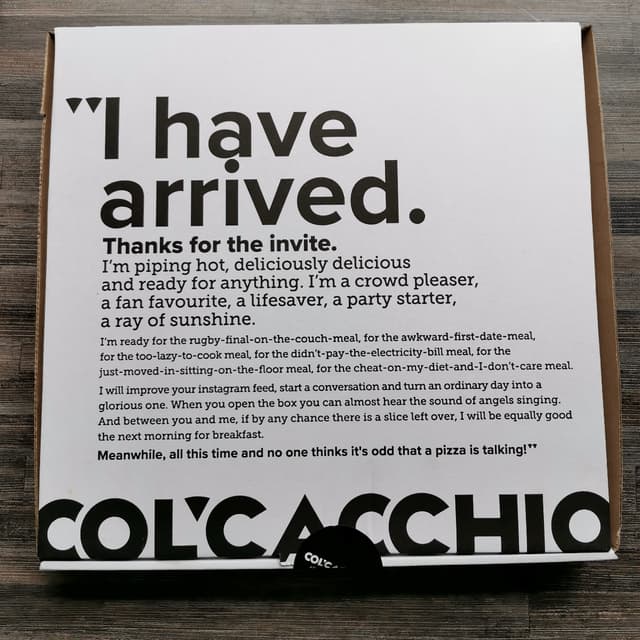 "I have
arrived.
Thanks for the invite.
I'm piping hot, deliciously delicious
and ready for anything. I'm a crowd pleaser,
a fan favourite, a lifesaver, a party starter,
a ray of sunshine.
I'm ready for the rugby-final-on-the-couch-meal, for the awkward-first-date-meal,
for the too-lazy-to-cook meal, for the didn't-pay-the-electricity-bill meal, for the
just-moved-in-sitting-on-the-floor meal, for the cheat-on-my-diet-and-I-don't-care meal.
I will improve your instagram feed, start a conversation and turn an ordinary day into a
glorious one. When you open the box you can almost hear the sound of angels singing.
And between you and me, if by any chance there is a slice left over, I will be equally good
the next morning for breakfast.
Meanwhile, all this time and no one thinks it's odd that a pizza is talking!"
COL'CACCHIO